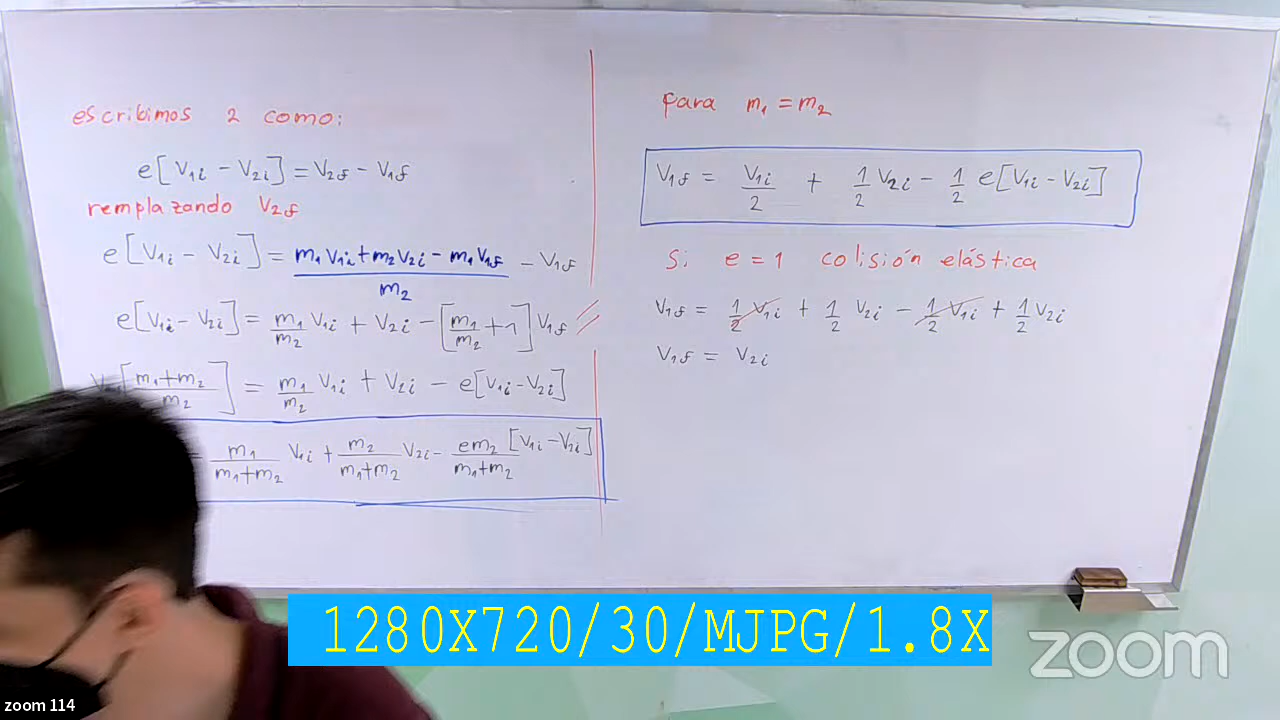 escribimos 2 como:
e[V1i - V2i] = V2f - V1f
remplazando V2f
e[V1i - V2i] = m1V1i + m2V2i - m1V1f / m2 - V1f
e[V1i - V2i] = m1/m2 V1i + V2i - [m1/m2 + 1] V1f //
[m1+m2 / m2] = m1/m2 V1i + V2i - e[V1i - V2i]
m1/m1+m2 V1i + m2/m1+m2 V2i - em2/m1+m2 [V1i - V2i]
para m1 = m2
V1f = V1i/2 + 1/2 V2i - 1/2 e[V1i - V2i]
Si e = 1 colisión elástica
V1f = 1/2 V1i + 1/2 V2i - 1/2 V1i + 1/2 V2i
V1f = V2i
1280X720/30/MJPG/1.8X
zoom
zoom 114